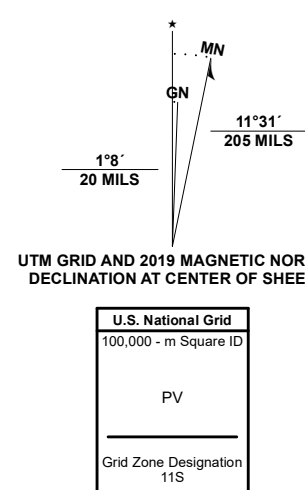 ★
MN
GN
11°31´
205 MILS
1°8´
20 MILS
UTM GRID AND 2019 MAGNETIC NOR
DECLINATION AT CENTER OF SHEE
U.S. National Grid
100,000 - m Square ID
PV
Grid Zone Designation
11S